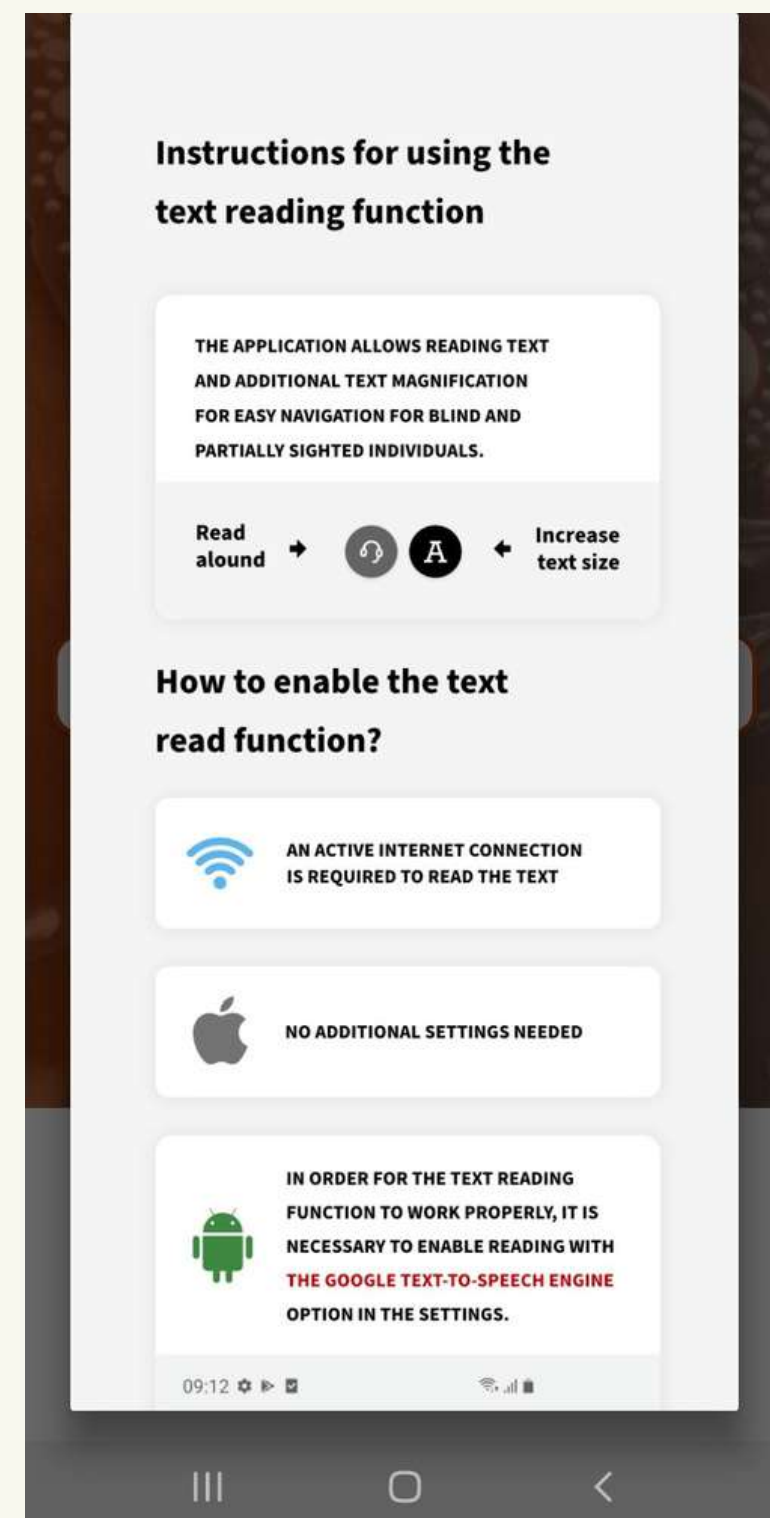 Instructions for using the
text reading function
THE APPLICATION ALLOWS READING TEXT
AND ADDITIONAL TEXT MAGNIFICATION
FOR EASY NAVIGATION FOR BLIND AND
PARTIALLY SIGHTED INDIVIDUALS.
Read
alound
A
Increase
text size
How to enable the text
read function?
AN ACTIVE INTERNET CONNECTION
IS REQUIRED TO READ THE TEXT
NO ADDITIONAL SETTINGS NEEDED
IN ORDER FOR THE TEXT READING
FUNCTION TO WORK PROPERLY, IT IS
NECESSARY TO ENABLE READING WITH
THE GOOGLE TEXT-TO-SPEECH ENGINE
OPTION IN THE SETTINGS.
09:12